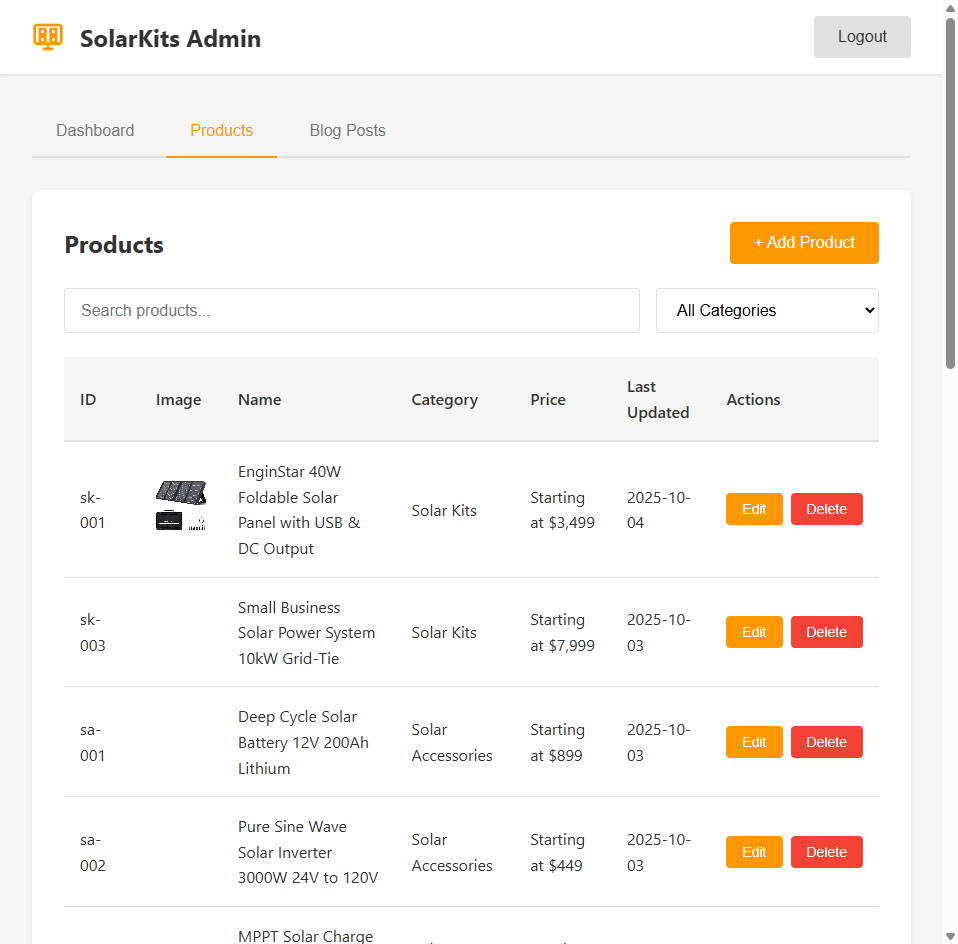 SolarKits Admin
Logout
Dashboard
Products
Blog Posts
Products
+ Add Product
Search products...
All Categories
ID
Image
Name
Category
Price
Last
Updated
Actions
sk-
001
EnginStar 40W
Foldable Solar
Panel with USB &
DC Output
Solar Kits
Starting
at $3,499
2025-10-
04
Edit
Delete
sk-
003
Small Business
Solar Power System
10kW Grid-Tie
Solar Kits
Starting
at $7,999
2025-10-
03
Edit
Delete
sa-
001
Deep Cycle Solar
Battery 12V 200Ah
Lithium
Solar
Accessories
Starting
at $899
2025-10-
03
Edit
Delete
sa-
002
Pure Sine Wave
Solar Inverter
3000W 24V to 120V
Solar
Accessories
Starting
at $449
2025-10-
03
Edit
Delete
MPPT Solar Charge